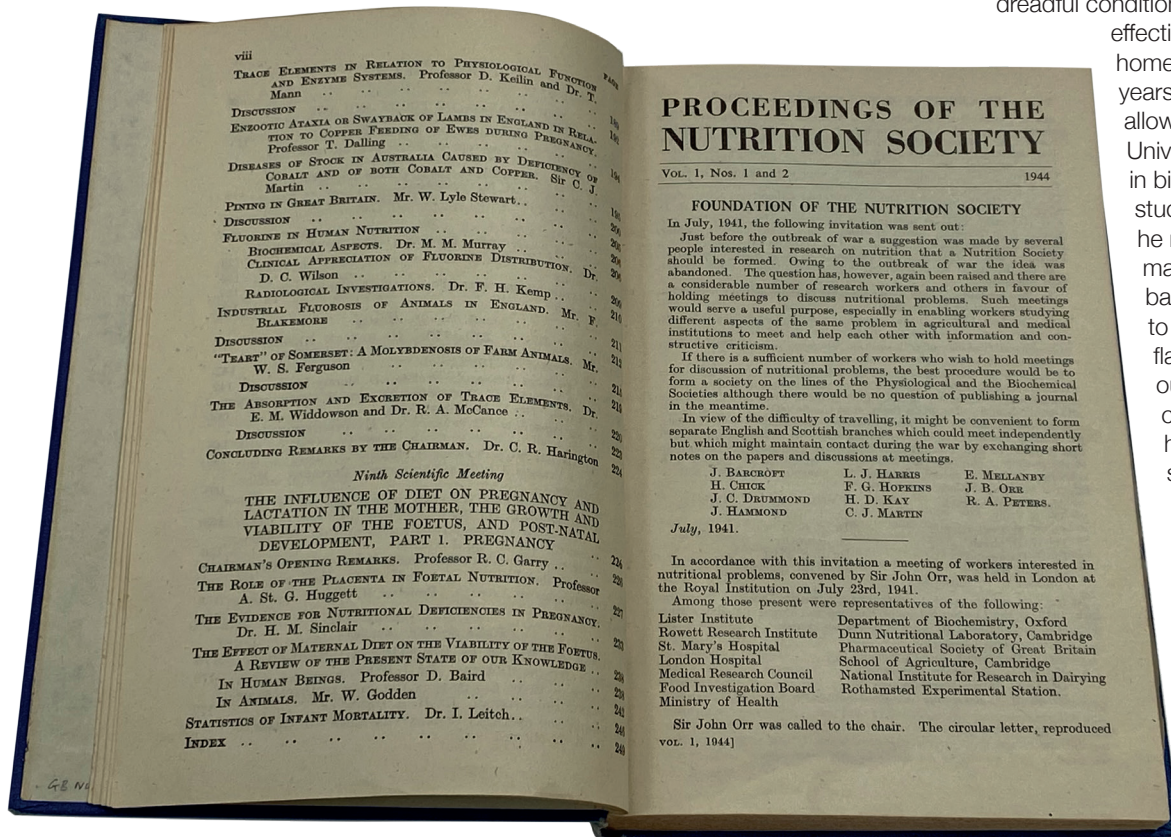 viii
PAGE
TRACE ELEMENTS IN RELATION TO PHYSIOLOGICAL FUNCTION
AND ENZYME SYSTEMS. Professor D. Keilin and Dr. T.
Mann
DISCUSSION
ENZOOTIC ATAXIA OR SWAYBACK OF LAMBS IN ENGLAND IN RELA-
TION TO COPPER FEEDING OF EWES DURING PREGNANCY.
Professor T. Dalling
DISEASES OF STOCK IN AUSTRALIA CAUSED BY DEFICIENCY OF
COBALT AND OF BOTH COBALT AND COPPER. Sir C. J.
Martin
PINING IN GREAT BRITAIN. Mr. W. Lyle Stewart..
DISCUSSION
FLUORINE IN HUMAN NUTRITION
BIOCHEMICAL ASPECTS. Dr. M. M. Murray
CLINICAL APPRECIATION OF FLUORINE DISTRIBUTION. Dr.
D. C. Wilson
RADIOLOGICAL INVESTIGATIONS. Dr. F. H. Kemp
INDUSTRIAL FLUOROSIS OF ANIMALS IN ENGLAND. Mr. F.
BLAKEMORE
DISCUSSION
"TEART" OF SOMERSET: A MOLYBDENOSIS OF FARM ANIMALS. Mr.
W. S. Ferguson
DISCUSSION
THE ABSORPTION AND EXCRETION OF TRACE ELEMENTS. Dr.
E. M. Widdowson and Dr. R. A. McCance
DISCUSSION
CONCLUDING REMARKS BY THE CHAIRMAN. Dr. C. R. Harington
Ninth Scientific Meeting
THE INFLUENCE OF DIET ON PREGNANCY AND
LACTATION IN THE MOTHER, THE GROWTH AND
VIABILITY OF THE FOETUS, AND POST-NATAL
DEVELOPMENT, PART 1. PREGNANCY
CHAIRMAN'S OPENING REMARKS. Professor R. C. Garry
THE ROLE OF THE PLACENTA IN FOETAL NUTRITION. Professor
A. St. G. Huggett
THE EVIDENCE FOR NUTRITIONAL DEFICIENCIES IN PREGNANCY.
Dr. H. M. Sinclair
THE EFFECT OF MATERNAL DIET ON THE VIABILITY OF THE FOETUS.
A REVIEW OF THE PRESENT STATE OF OUR KNOWLEDGE
IN HUMAN BEINGS. Professor D. Baird
IN ANIMALS. Mr. W. Godden
STATISTICS OF INFANT MORTALITY. Dr. I. Leitch..
INDEX
PROCEEDINGS OF THE
NUTRITION SOCIETY
VOL. 1, Nos. 1 and 2 1944
FOUNDATION OF THE NUTRITION SOCIETY
In July, 1941, the following invitation was sent out:
Just before the outbreak of war a suggestion was made by several
people interested in research on nutrition that a Nutrition Society
should be formed. Owing to the outbreak of war the idea was
abandoned. The question has, however, again been raised and there are
a considerable number of research workers and others in favour of
holding meetings to discuss nutritional problems. Such meetings
would serve a useful purpose, especially in enabling workers studying
different aspects of the same problem in agricultural and medical
institutions to meet and help each other with information and con-
structive criticism.
If there is a sufficient number of workers who wish to hold meetings
for discussion of nutritional problems, the best procedure would be to
form a society on the lines of the Physiological and the Biochemical
Societies although there would be no question of publishing a journal
in the meantime.
In view of the difficulty of travelling, it might be convenient to form
separate English and Scottish branches which could meet independently
but which might maintain contact during the war by exchanging short
notes on the papers and discussions at meetings.
J. BARCROFT L. J. HARRIS E. MELLANBY
H. CHICK F. G. HOPKINS J. B. ORR
J. C. DRUMMOND H. D. KAY R. A. PETERS.
J. HAMMOND C. J. MARTIN
July, 1941.
In accordance with this invitation a meeting of workers interested in
nutritional problems, convened by Sir John Orr, was held in London at
the Royal Institution on July 23rd, 1941.
Among those present were representatives of the following:
Lister Institute Department of Biochemistry, Oxford
Rowett Research Institute Dunn Nutritional Laboratory, Cambridge
St. Mary's Hospital Pharmaceutical Society of Great Britain
London Hospital School of Agriculture, Cambridge
Medical Research Council National Institute for Research in Dairying
Food Investigation Board Rothamsted Experimental Station.
Ministry of Health
Sir John Orr was called to the chair. The circular letter, reproduced
VOL. 1, 1944]
dreadful condition
effecti
home
years
allow
Univ
in bi
stud
he
ma
ba
to
fla